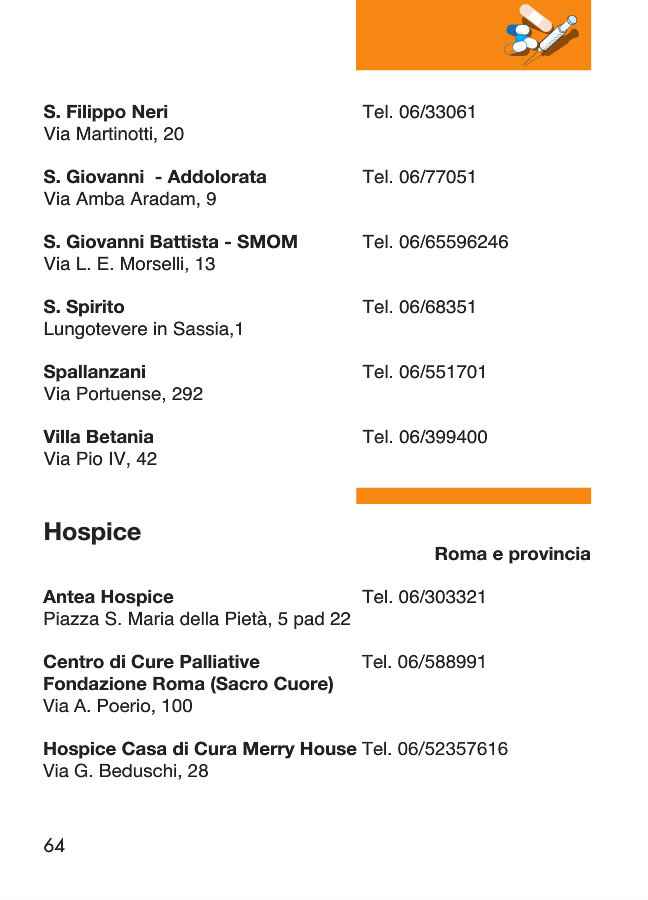 S. Filippo Neri Tel. 06/33061
Via Martinotti, 20
S. Giovanni  - Addolorata Tel. 06/77051
Via Amba Aradam, 9
S. Giovanni Battista - SMOM Tel. 06/65596246
Via L. E. Morselli, 13
S. Spirito Tel. 06/68351
Lungotevere in Sassia,1
Spallanzani Tel. 06/551701
Via Portuense, 292
Villa Betania Tel. 06/399400
Via Pio IV, 42
Hospice
Roma e provincia
Antea Hospice Tel. 06/303321
Piazza S. Maria della Pietà, 5 pad 22
Centro di Cure Palliative Tel. 06/588991
Fondazione Roma (Sacro Cuore)
Via A. Poerio, 100
Hospice Casa di Cura Merry House Tel. 06/52357616
Via G. Beduschi, 28
64